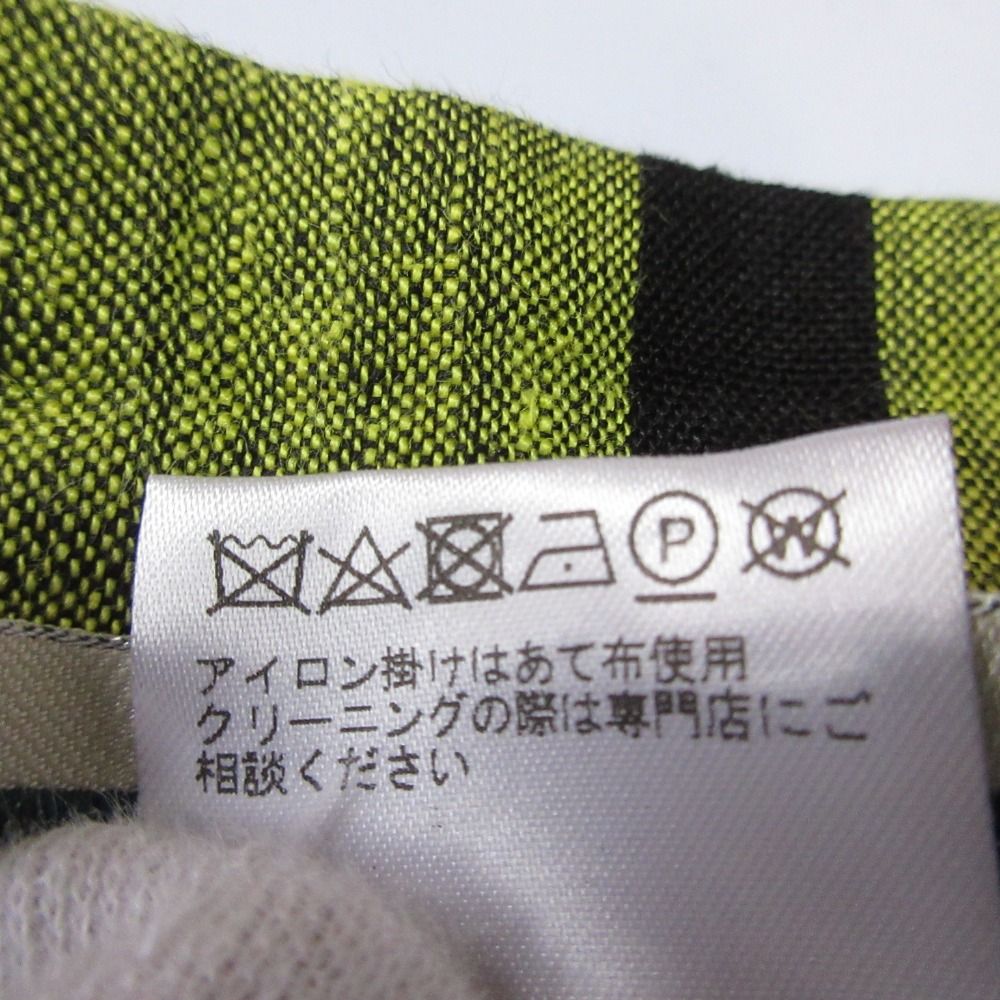 P W
アイロン掛けはあて布使用
クリーニングの際は専門店にご
相談ください